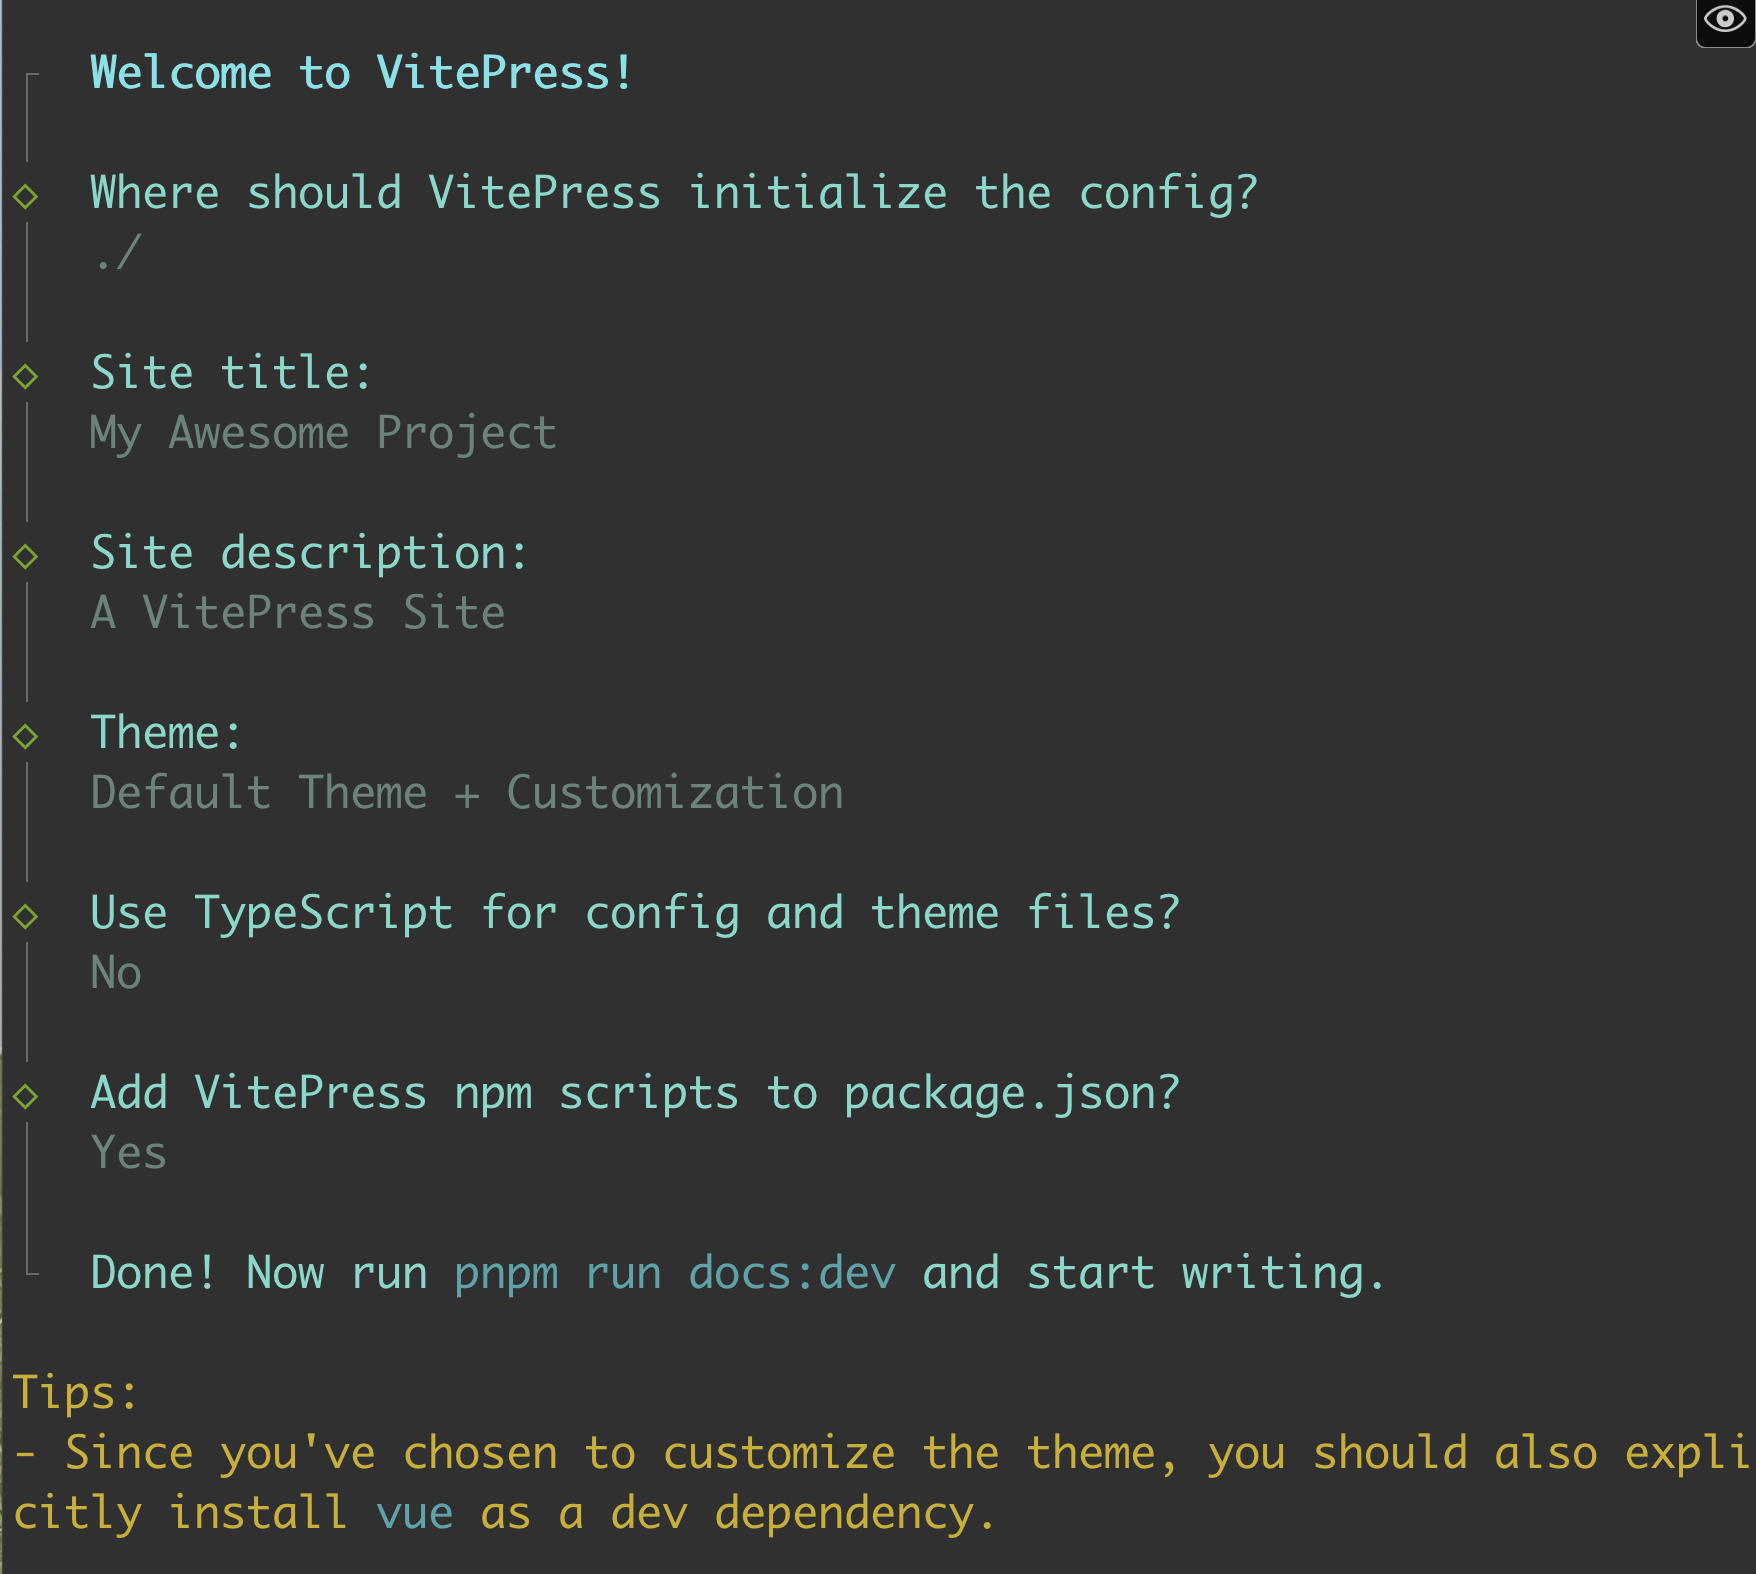 Welcome to VitePress!
Where should VitePress initialize the config?
./
Site title:
My Awesome Project
Site description:
A VitePress Site
Theme:
Default Theme + Customization
Use TypeScript for config and theme files?
No
Add VitePress npm scripts to package.json?
Yes
Done! Now run pnpm run docs:dev and start writing.
Tips:
- Since you've chosen to customize the theme, you should also expli
citly install vue as a dev dependency.